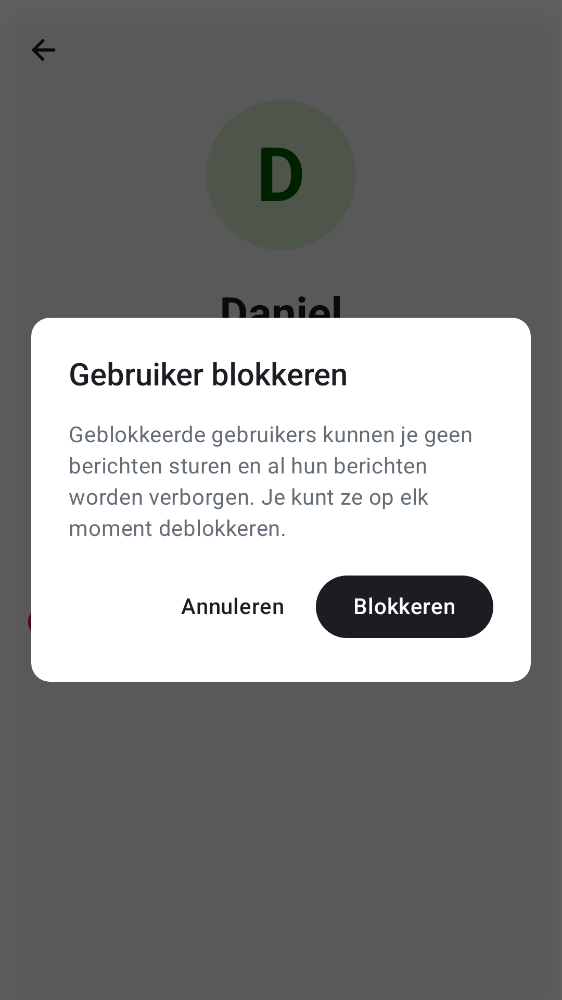 D
Daniel
Gebruiker blokkeren
Geblokkeerde gebruikers kunnen je geen
berichten sturen en al hun berichten
worden verborgen. Je kunt ze op elk
moment deblokkeren.
Annuleren
Blokkeren